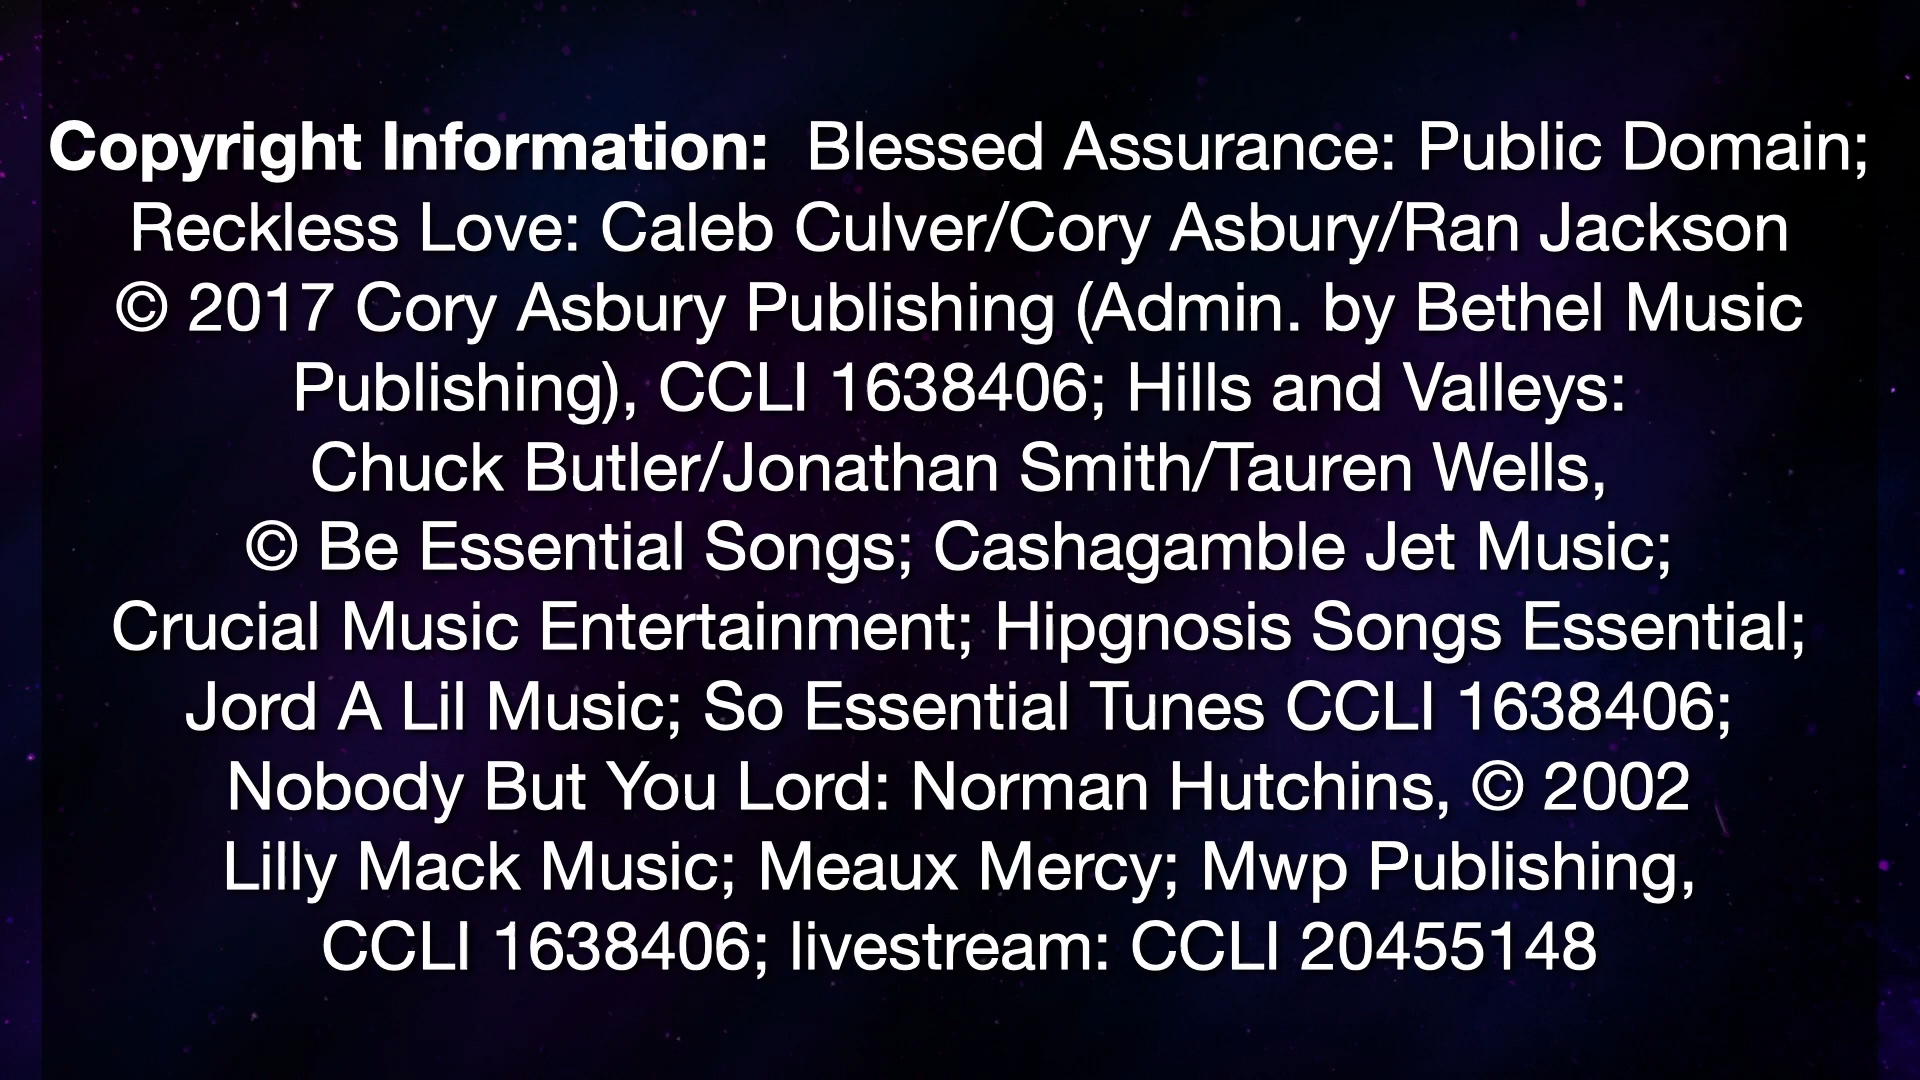 Copyright Information:  Blessed Assurance: Public Domain;
Reckless Love: Caleb Culver/Cory Asbury/Ran Jackson
© 2017 Cory Asbury Publishing (Admin. by Bethel Music
Publishing), CCLI 1638406; Hills and Valleys:
Chuck Butler/Jonathan Smith/Tauren Wells,
© Be Essential Songs; Cashagamble Jet Music;
Crucial Music Entertainment; Hipgnosis Songs Essential;
Jord A Lil Music; So Essential Tunes CCLI 1638406;
Nobody But You Lord: Norman Hutchins, © 2002
Lilly Mack Music; Meaux Mercy; Mwp Publishing,
CCLI 1638406; livestream: CCLI 20455148